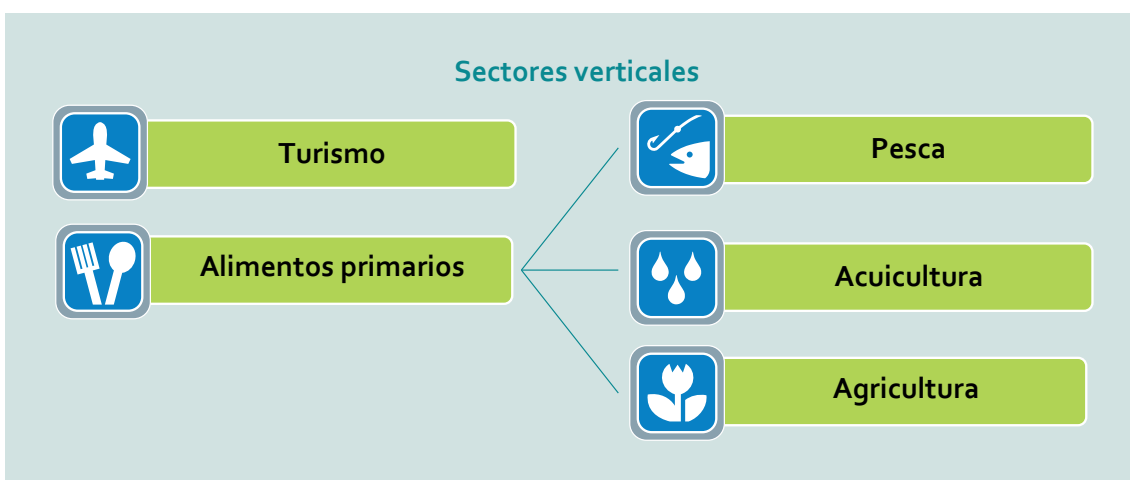 Sectores verticales
Turismo
Alimentos primarios
Pesca
Acuicultura
Agricultura